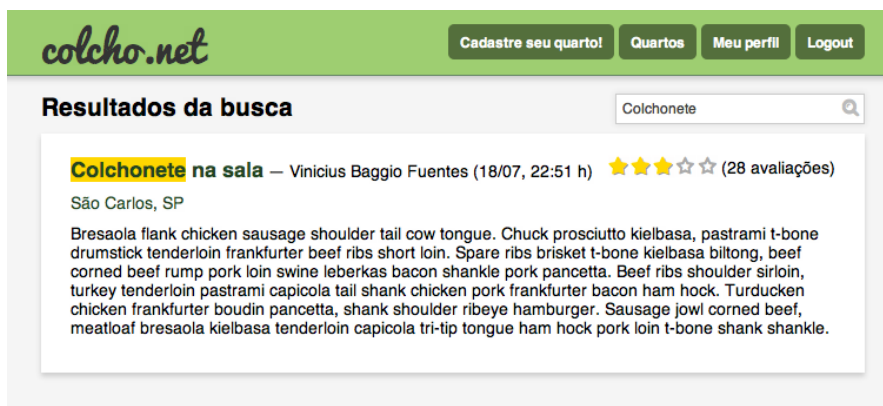 colcho.net
Cadastre seu quarto! Quartos Meu perfil Logout
Resultados da busca
Colchonete
Colchonete na sala — Vinicius Baggio Fuentes (18/07, 22:51 h) (28 avaliações)
São Carlos, SP
Bresaola flank chicken sausage shoulder tail cow tongue. Chuck prosciutto kielbasa, pastrami t-bone
drumstick tenderloin frankfurter beef ribs short loin. Spare ribs brisket t-bone kielbasa biltong, beef
corned beef rump pork loin swine leberkas bacon shankle pork pancetta. Beef ribs shoulder sirloin,
turkey tenderloin pastrami capicola tail shank chicken pork frankfurter bacon ham hock. Turducken
chicken frankfurter boudin pancetta, shank shoulder ribeye hamburger. Sausage jowl corned beef,
meatloaf bresaola kielbasa tenderloin capicola tri-tip tongue ham hock pork loin t-bone shank shankle.